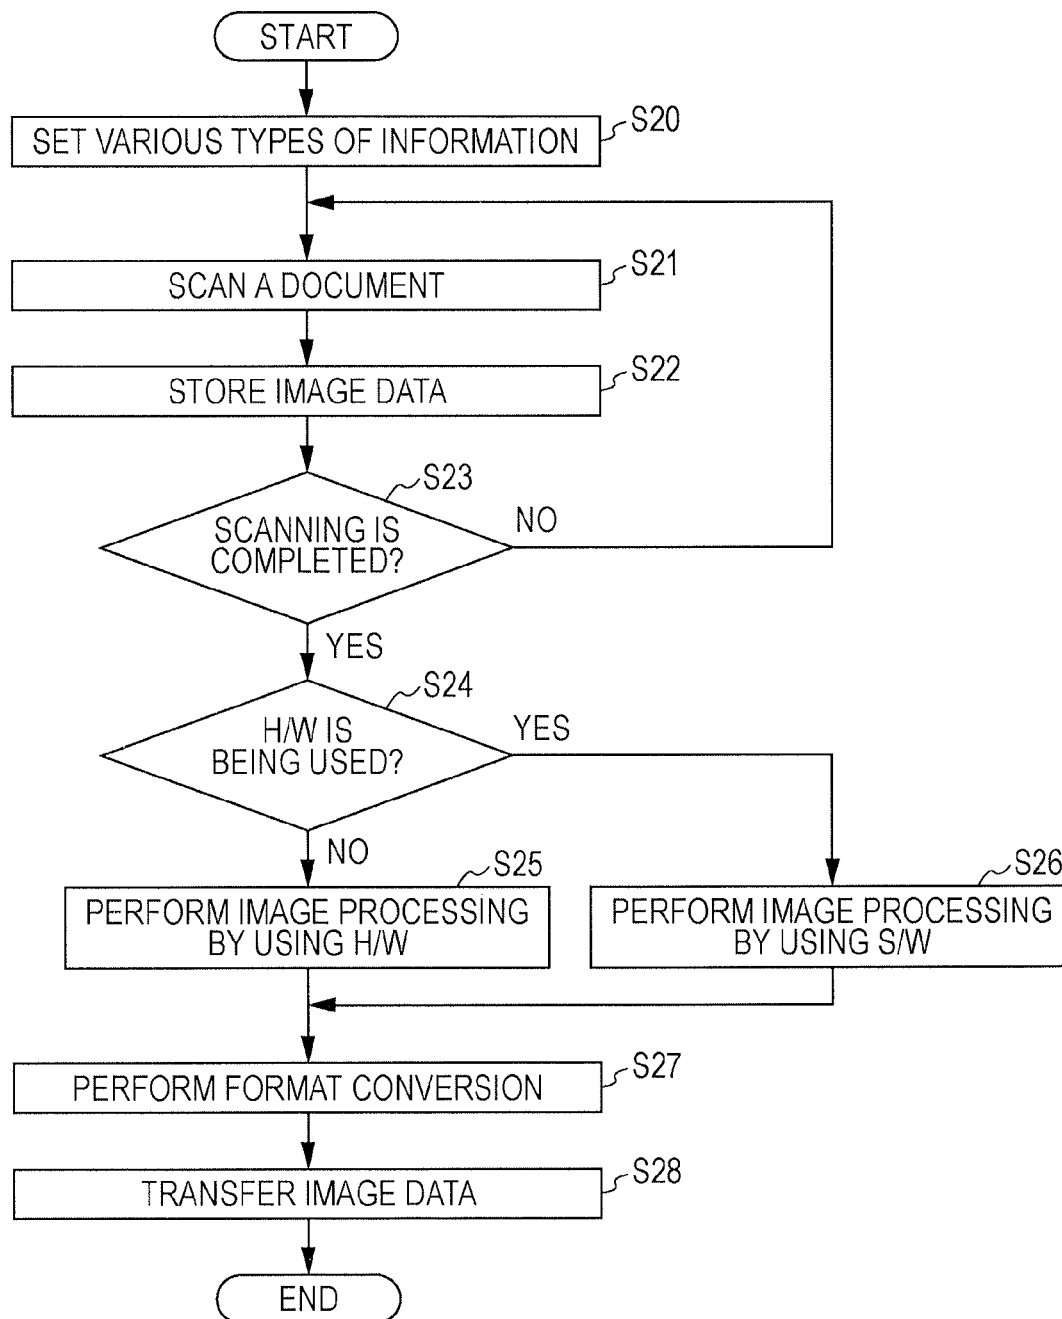 START
SET VARIOUS TYPES OF INFORMATION
S20
SCAN A DOCUMENT
S21
STORE IMAGE DATA
S22
S23
SCANNING IS
COMPLETED?
NO
YES
S24
H/W IS
BEING USED?
YES
NO
S25
PERFORM IMAGE PROCESSING
BY USING H/W
S26
PERFORM IMAGE PROCESSING
BY USING S/W
PERFORM FORMAT CONVERSION
S27
TRANSFER IMAGE DATA
S28
END